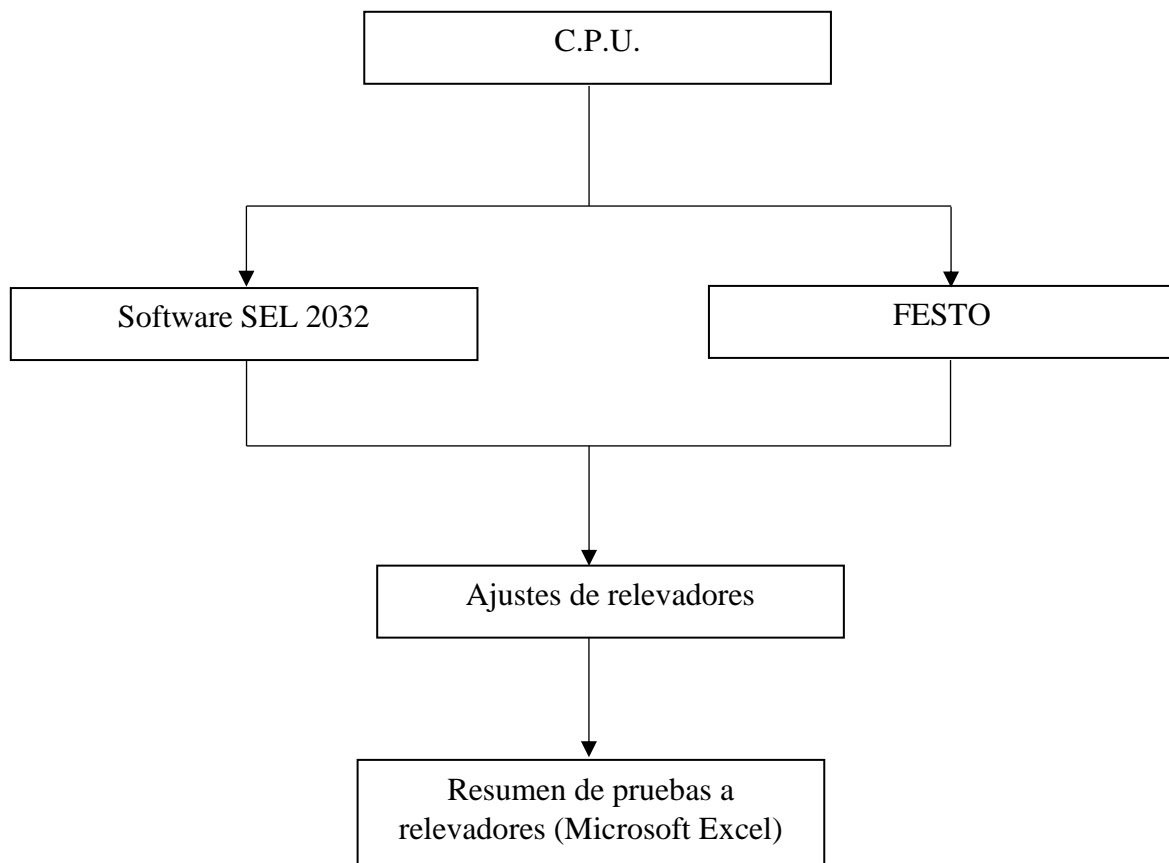 C.P.U.
Software SEL 2032
FESTO
Ajustes de relevadores
Resumen de pruebas a
relevadores (Microsoft Excel)